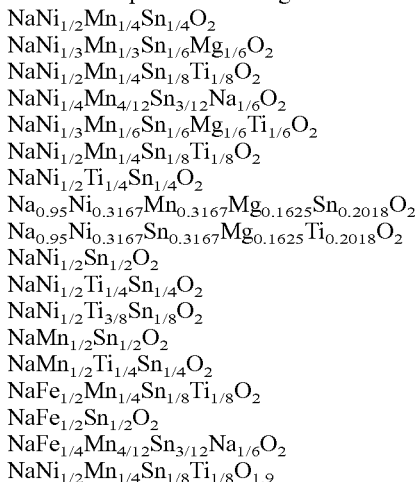 NaNi1/2Mn1/4Sn1/4O2
NaNi1/3Mn1/3Sn1/6Mg1/6O2
NaNi1/2Mn1/4Sn1/8Ti1/8O2
NaNi1/4Mn4/12Sn3/12Na1/6O2
NaNi1/3Mn1/6Sn1/6Mg1/6Ti1/6O2
NaNi1/2Mn1/4Sn1/8Ti1/8O2
NaNi1/2Ti1/4Sn1/4O2
Na0.95Ni0.3167Mn0.3167Mg0.1625Sn0.2018O2
Na0.95Ni0.3167Sn0.3167Mg0.1625Ti0.2018O2
NaNi1/2Sn1/2O2
NaNi1/2Ti1/4Sn1/4O2
NaNi1/2Ti3/8Sn1/8O2
NaMn1/2Sn1/2O2
NaMn1/2Ti1/4Sn1/4O2
NaFe1/2Mn1/4Sn1/8Ti1/8O2
NaFe1/2Sn1/2O2
NaFe1/4Mn4/12Sn3/12Na1/6O2
NaNi1/2Mn1/4Sn1/8Ti1/8O1.9